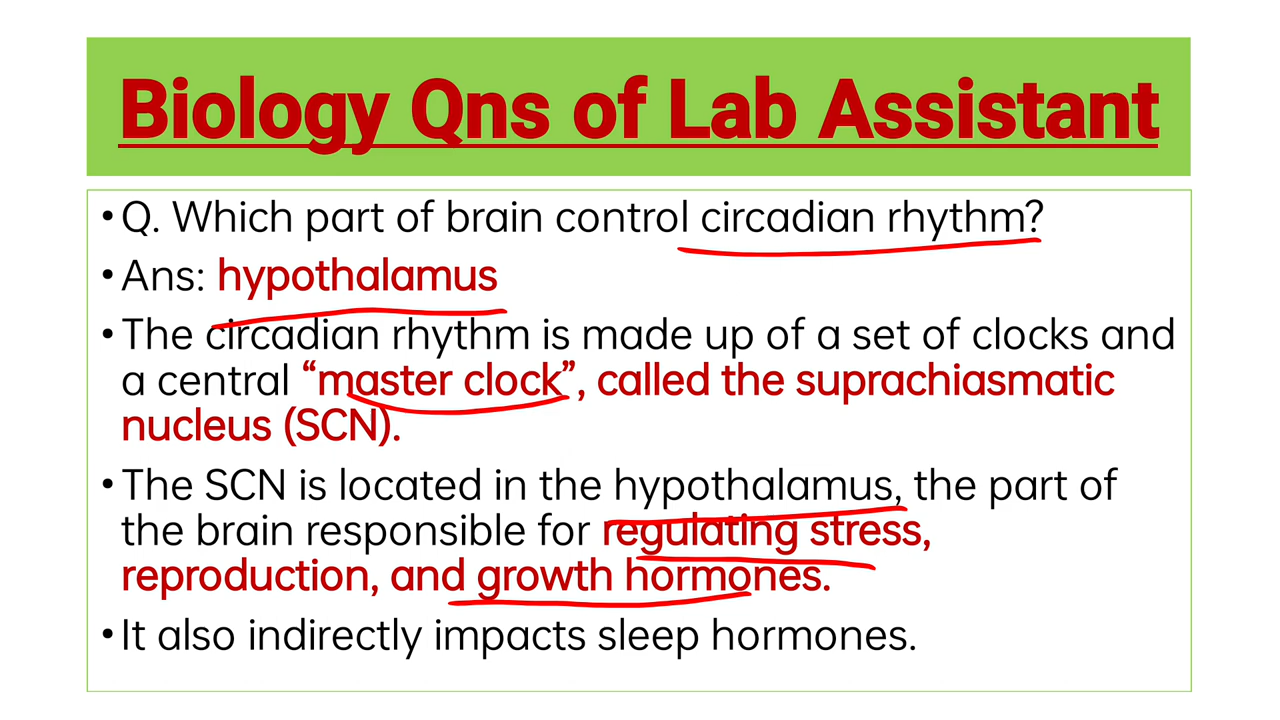 Biology Qns of Lab Assistant
• Q. Which part of brain control circadian rhythm?
• Ans: hypothalamus
• The circadian rhythm is made up of a set of clocks and
a central “master clock”, called the suprachiasmatic
nucleus (SCN).
• The SCN is located in the hypothalamus, the part of
the brain responsible for regulating stress,
reproduction, and growth hormones.
• It also indirectly impacts sleep hormones.